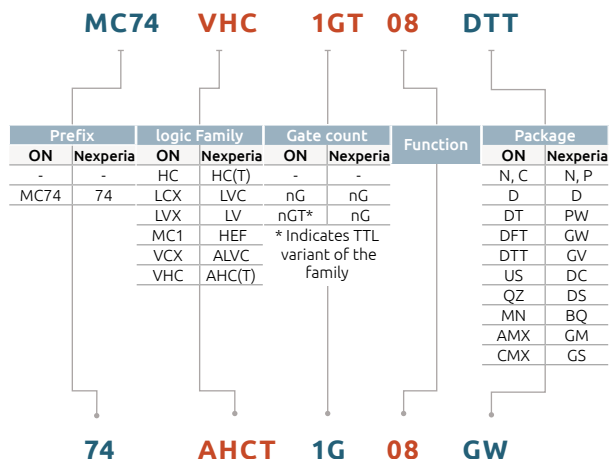 MC74 VHC 1GT 08 DTT
Prefix logic Family Gate count Function Package
ON Nexperia ON Nexperia ON Nexperia ON Nexperia
- - HC HC(T) - - N, C N, P
MC74 74 LCX LVC nG nG D D
LVX LV nGT* nG DT PW
MC1 HEF * Indicates TTL DFT GW
VCX ALVC variant of the DTT GV
VHC AHC(T) family US DC
QZ DS
MN BQ
AMX GM
CMX GS
74 AHCT 1G 08 GW